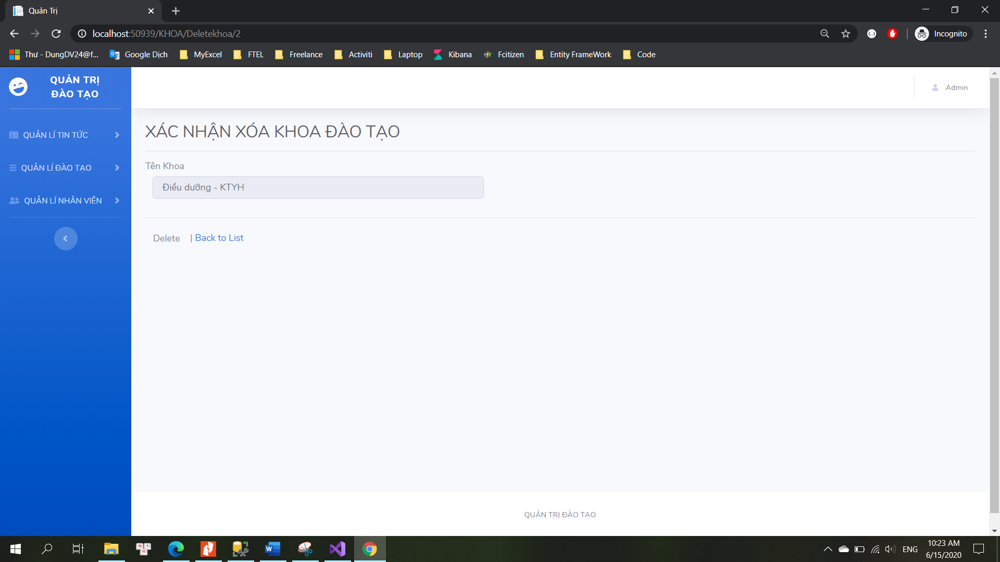 Quản Trị
localhost:50939/KHOA/Deletekhoa/2
Incognito
Thư - DungDV24@f...
Google Dịch
MyExcel
FTEL
Freelance
Activiti
Laptop
Kibana
Fcitizen
Entity FrameWork
Code
QUẢN TRỊ
ĐÀO TẠO
Admin
QUẢN LÍ TIN TỨC
QUẢN LÍ ĐÀO TẠO
QUẢN LÍ NHÂN VIÊN
XÁC NHẬN XÓA KHOA ĐÀO TẠO
Tên Khoa
Điều dưỡng - KTYH
Delete | Back to List
QUẢN TRỊ ĐÀO TẠO
ENG
10:23 AM
6/15/2020